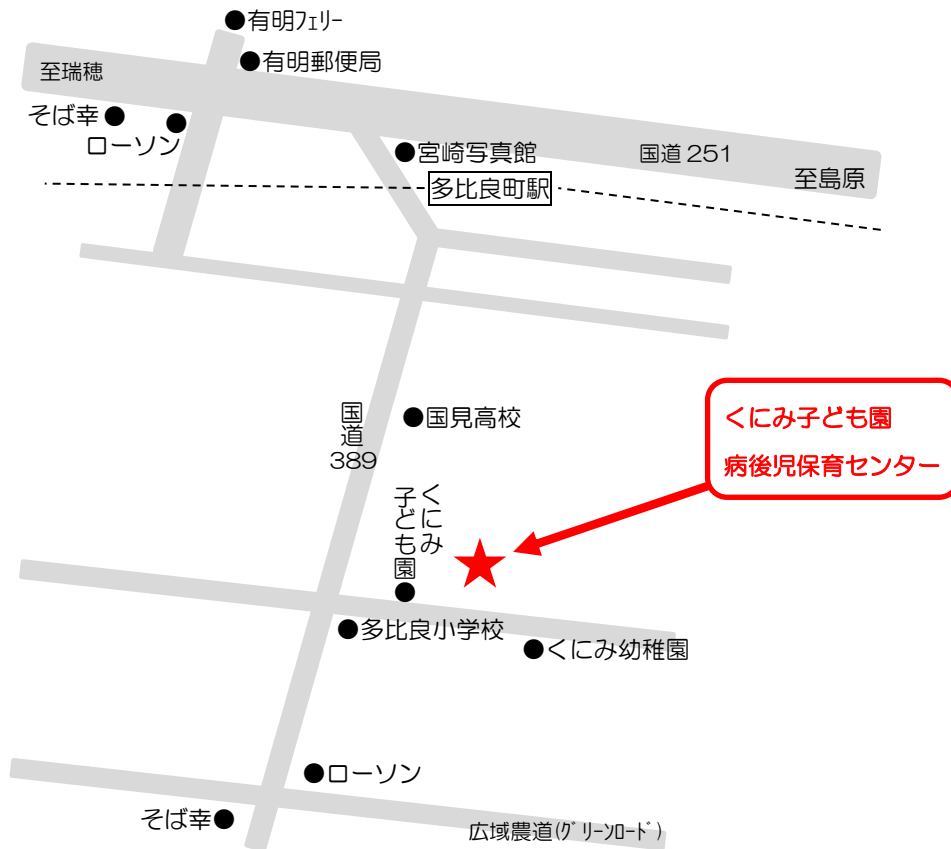 ●有明ﾌｪﾘｰ
●有明郵便局
至瑞穂
そば幸●
ローソン
●宮崎写真館
国道251
至島原
多比良町駅
国道
389
●国見高校
くにみ子ども園
病後児保育センター
くにみ
子ども園
●多比良小学校
●くにみ幼稚園
●ローソン
そば幸●
広域農道(ｸﾞﾘｰﾝﾛｰﾄﾞ)